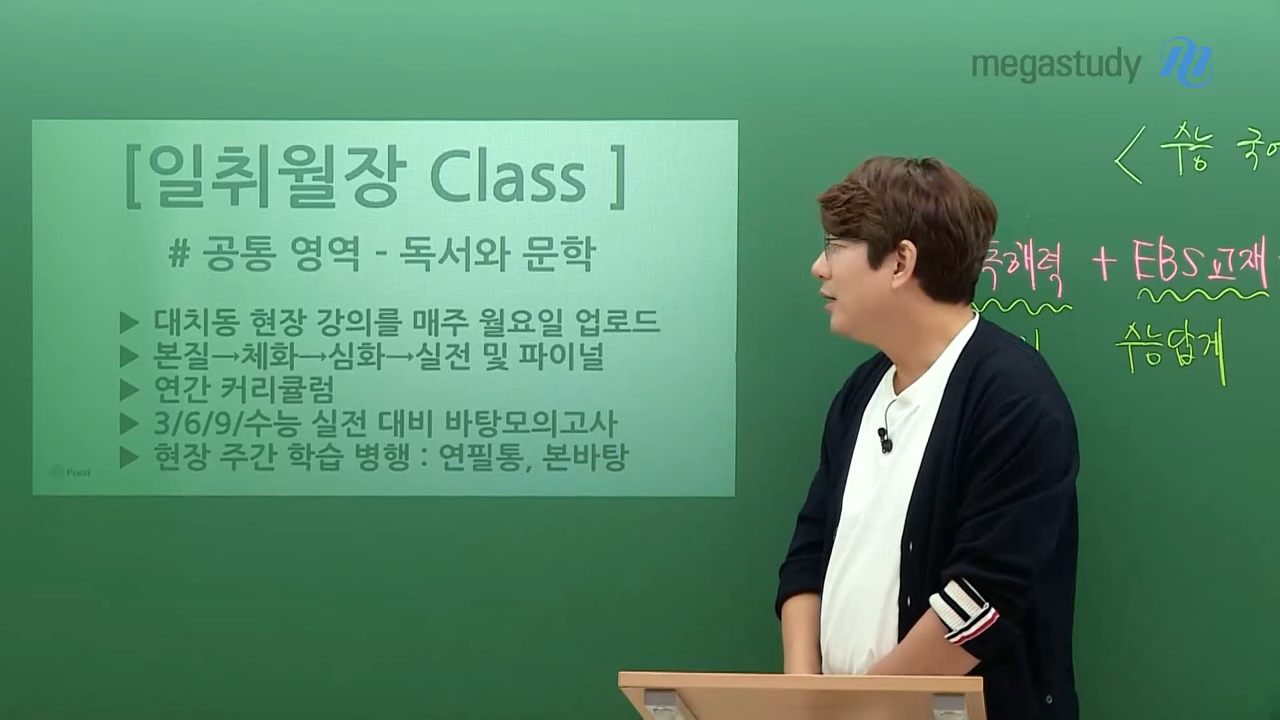 megastudy
[일취월장 Class ]
# 공통 영역 - 독서와 문학
▶ 대치동 현장 강의를 매주 월요일 업로드
▶ 본질→체화→심화→실전 및 파이널
▶ 연간 커리큘럼
▶ 3/6/9/수능 실전 대비 바탕모의고사
▶ 현장 주간 학습 병행 : 연필통, 본바탕
< 수능
+ EBS교재
수능답게